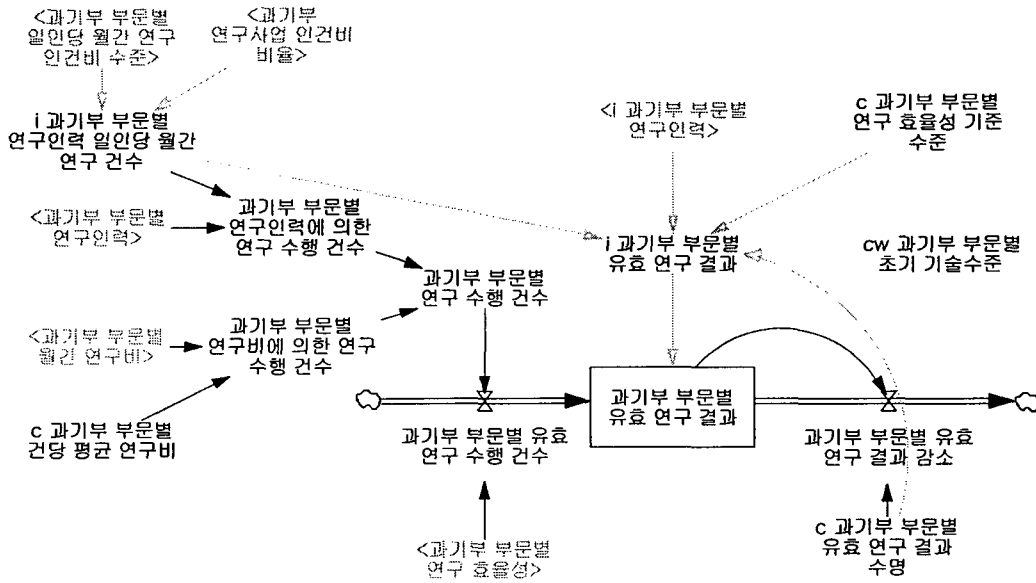 <과기부 부문별
일인당 월간 연구
인건비 수준>
<과기부
연구사업 인건비
비율>
i 과기부 부문별
연구인력 일인당 월간
연구 건수
<i 과기부 부문별
연구인력>
c 과기부 부문별
연구 효율성 기준
수준
<과기부 부문별
연구인력>
과기부 부문별
연구인력에 의한
연구 수행 건수
i 과기부 부문별
유효 연구 결과
cw 과기부 부문별
초기 기술수준
과기부 부문별
연구 수행 건수
<과기부 부문별
월간 연구비>
과기부 부문별
연구비에 의한 연구
수행 건수
c 과기부 부문별
건당 평균 연구비
과기부 부문별
유효 연구 결과
과기부 부문별 유효
연구 수행 건수
과기부 부문별 유효
연구 결과 감소
<과기부 부문별
연구 효율성>
c 과기부 부문별
유효 연구 결과
수명